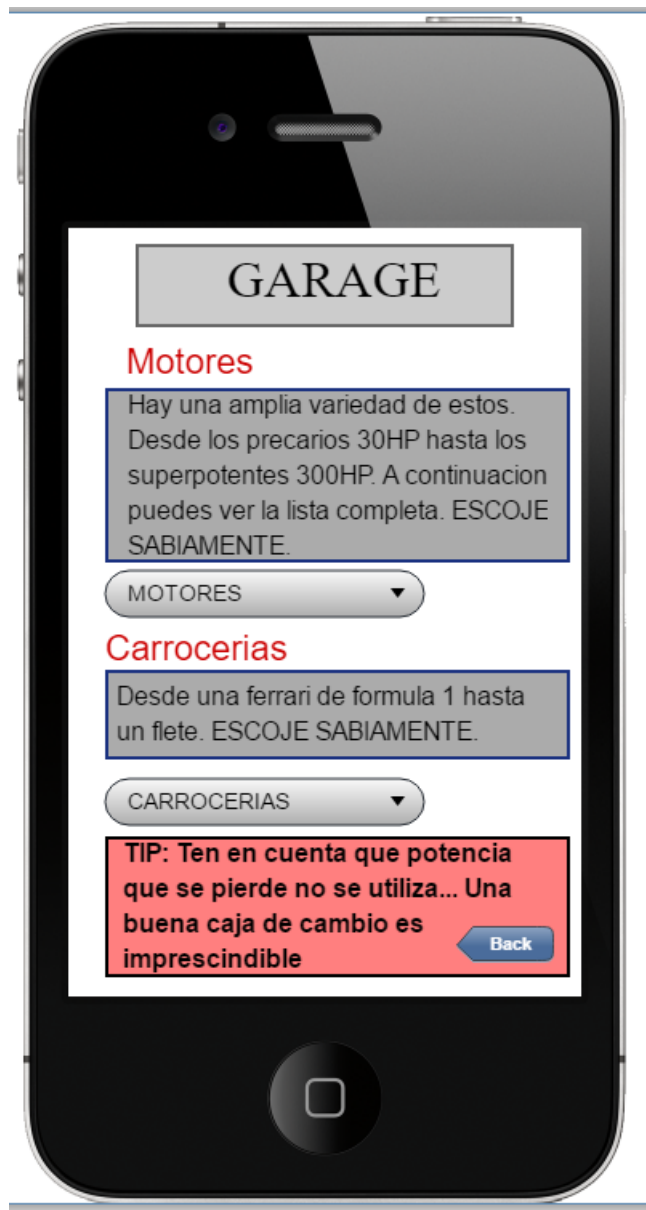 GARAGE
Motores
Hay una amplia variedad de estos.
Desde los precarios 30HP hasta los
superpotentes 300HP. A continuacion
puedes ver la lista completa. ESCOJE
SABIAMENTE.
MOTORES
Carrocerias
Desde una ferrari de formula 1 hasta
un flete. ESCOJE SABIAMENTE.
CARROCERIAS
TIP: Ten en cuenta que potencia
que se pierde no se utiliza... Una
buena caja de cambio es
imprescindible
Back